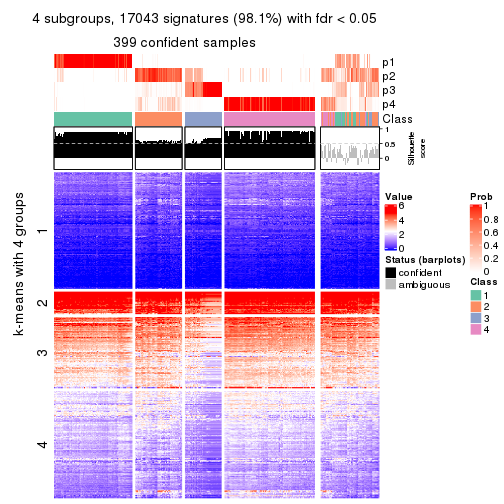 4 subgroups, 17043 signatures (98.1%) with fdr < 0.05
399 confident samples
p1
p2
p3
p4
Class
1
0.5
0
Silhouette
score
k-means with 4 groups
1
2
3
4
Value
6
4
2
0
Status (barplots)
confident
ambiguous
Prob
1
0.8
0.6
0.4
0.2
0
Class
1
2
3
4